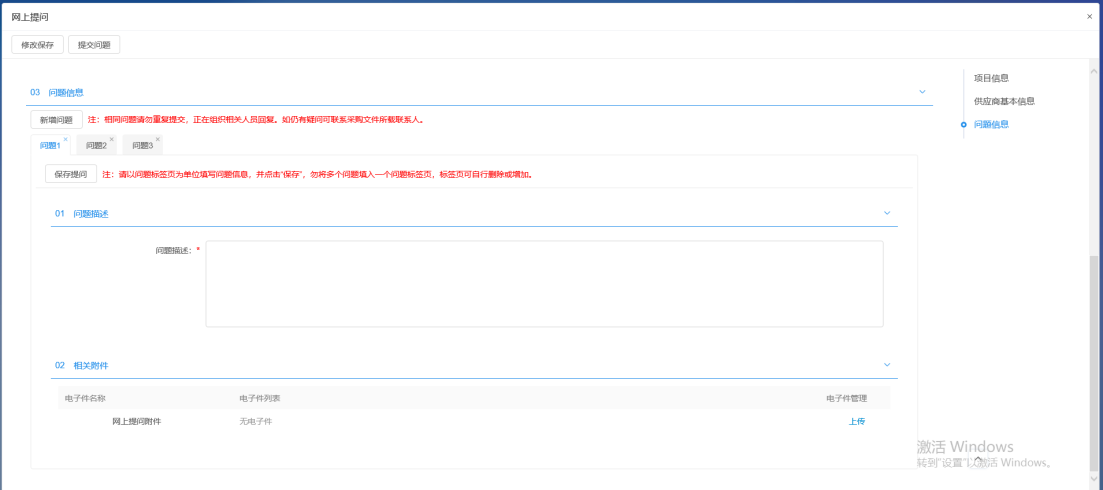 网上提问
×
修改保存 提交问题
03 问题信息
项目信息
供应商基本信息
问题信息
新增问题 注：相同问题请勿重复提交，正在组织相关人员回复。如仍有疑问可联系采购文件所载联系人。
问题1 × 问题2 × 问题3 ×
保存提问 注：请以问题标签页为单位填写问题信息，并点击“保存”，勿将多个问题填入一个问题标签页，标签页可自行删除或增加。
01 问题描述
问题描述：*
02 相关附件
电子件名称 电子件列表 电子件管理
网上提问附件 无电子件 上传
激活 Windows
转到“设置”以激活 Windows。